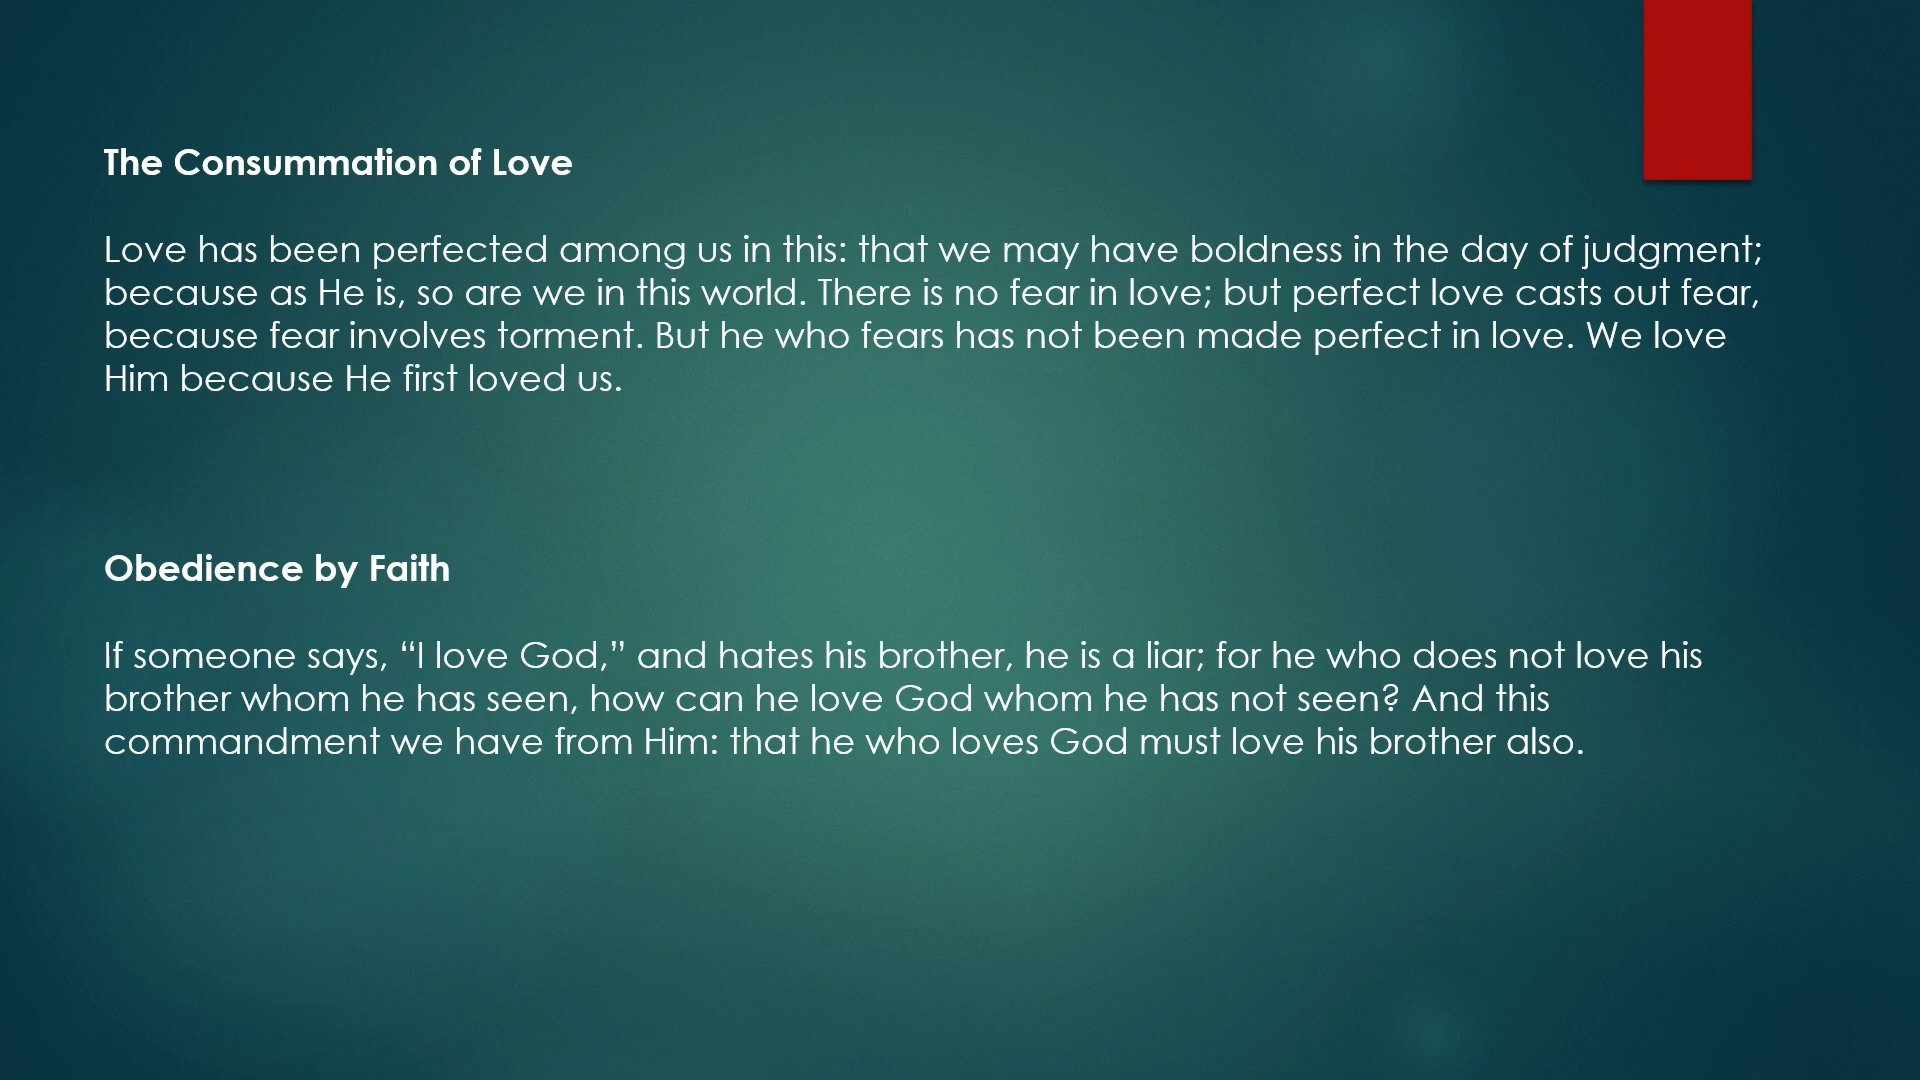 The Consummation of Love
Love has been perfected among us in this: that we may have boldness in the day of judgment;
because as He is, so are we in this world. There is no fear in love; but perfect love casts out fear,
because fear involves torment. But he who fears has not been made perfect in love. We love
Him because He first loved us.
Obedience by Faith
If someone says, “I love God,” and hates his brother, he is a liar; for he who does not love his
brother whom he has seen, how can he love God whom he has not seen? And this
commandment we have from Him: that he who loves God must love his brother also.